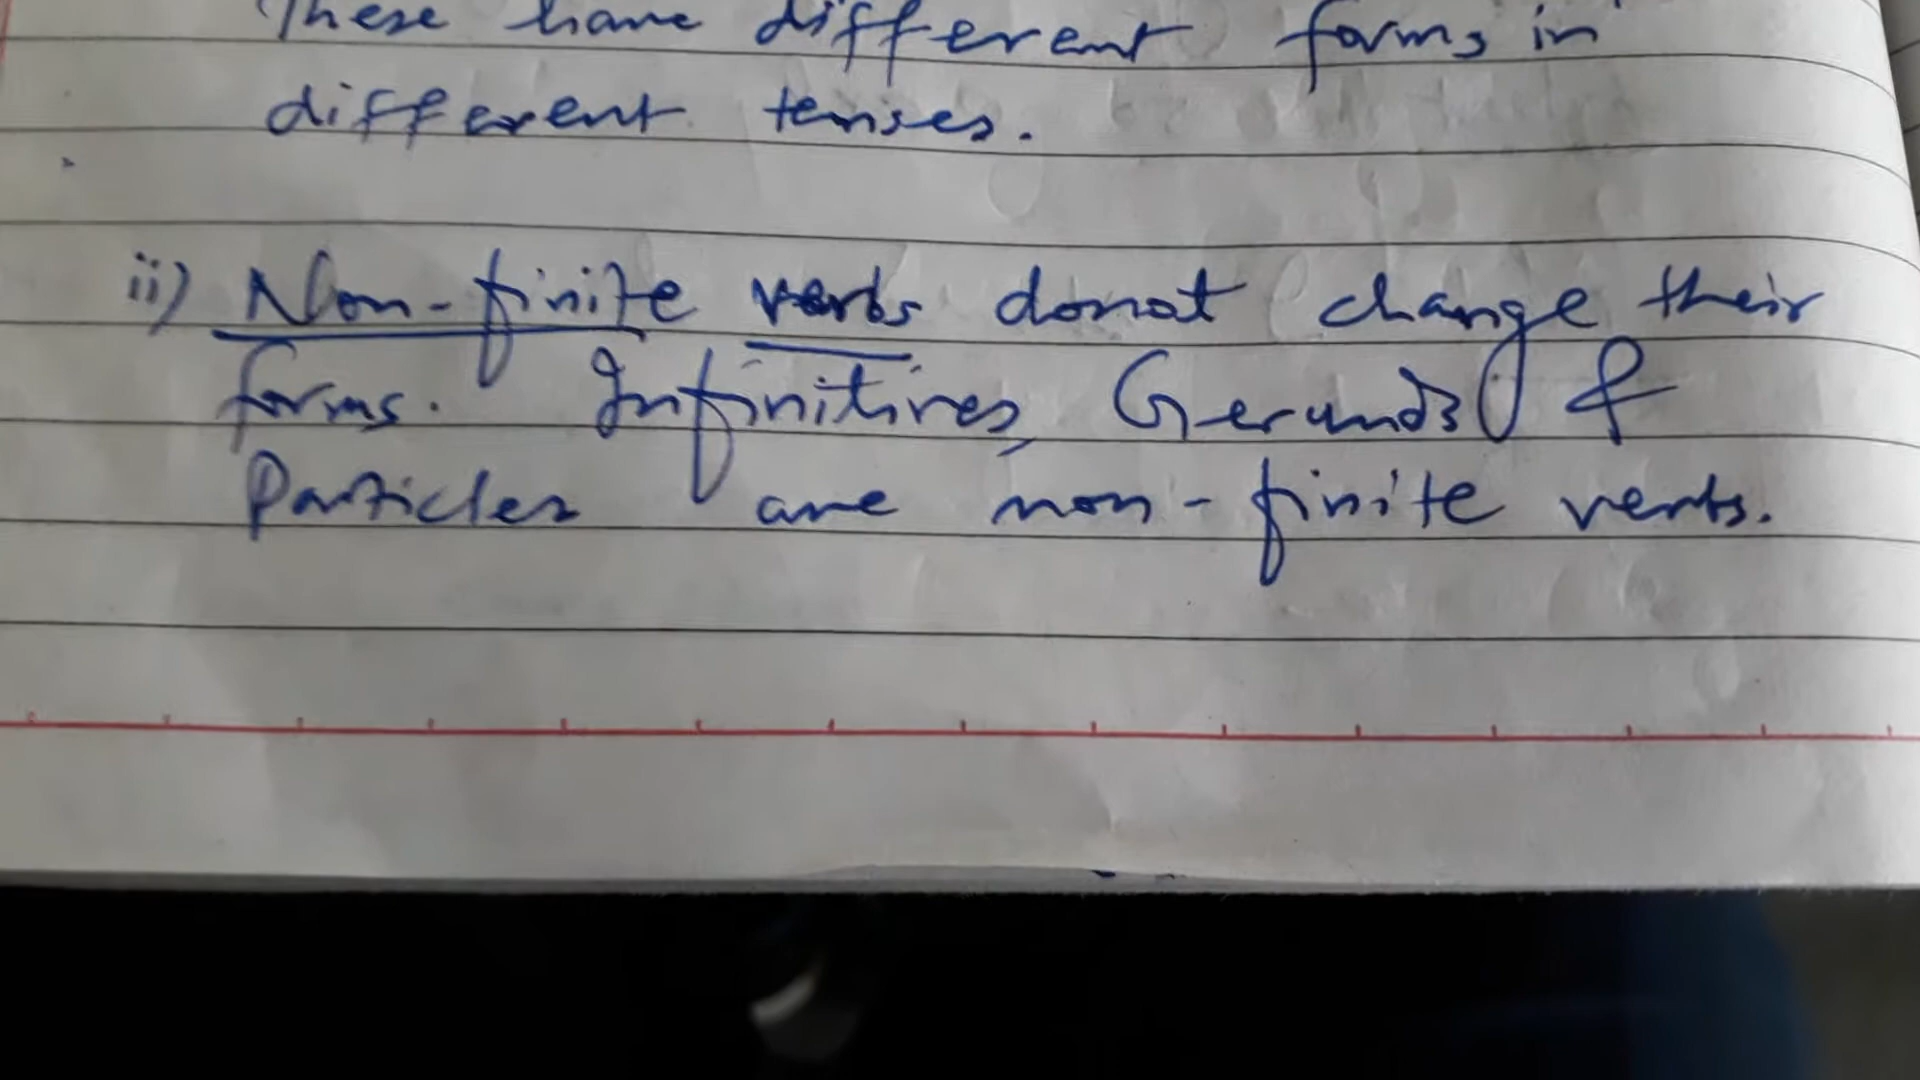 These have different forms in
different tenses.
ii) Non-finite verbs donot change their
forms. Infinitives, Gerunds &
Particles are non-finite verbs.